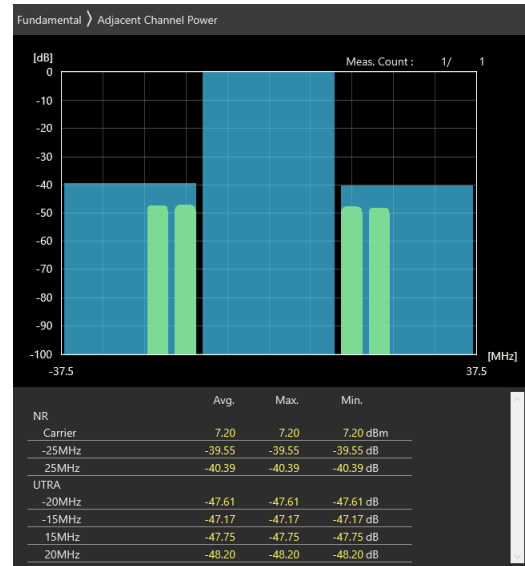 Fundamental 〉 Adjacent Channel Power
[dB]
Meas. Count : 1/ 1
0
-10
-20
-30
-40
-50
-60
-70
-80
-90
-100
[MHz]
-37.5 37.5
Avg. Max. Min.
NR
Carrier 7.20 7.20 7.20 dBm
-25MHz -39.55 -39.55 -39.55 dB
25MHz -40.39 -40.39 -40.39 dB
UTRA
-20MHz -47.61 -47.61 -47.61 dB
-15MHz -47.17 -47.17 -47.17 dB
15MHz -47.75 -47.75 -47.75 dB
20MHz -48.20 -48.20 -48.20 dB